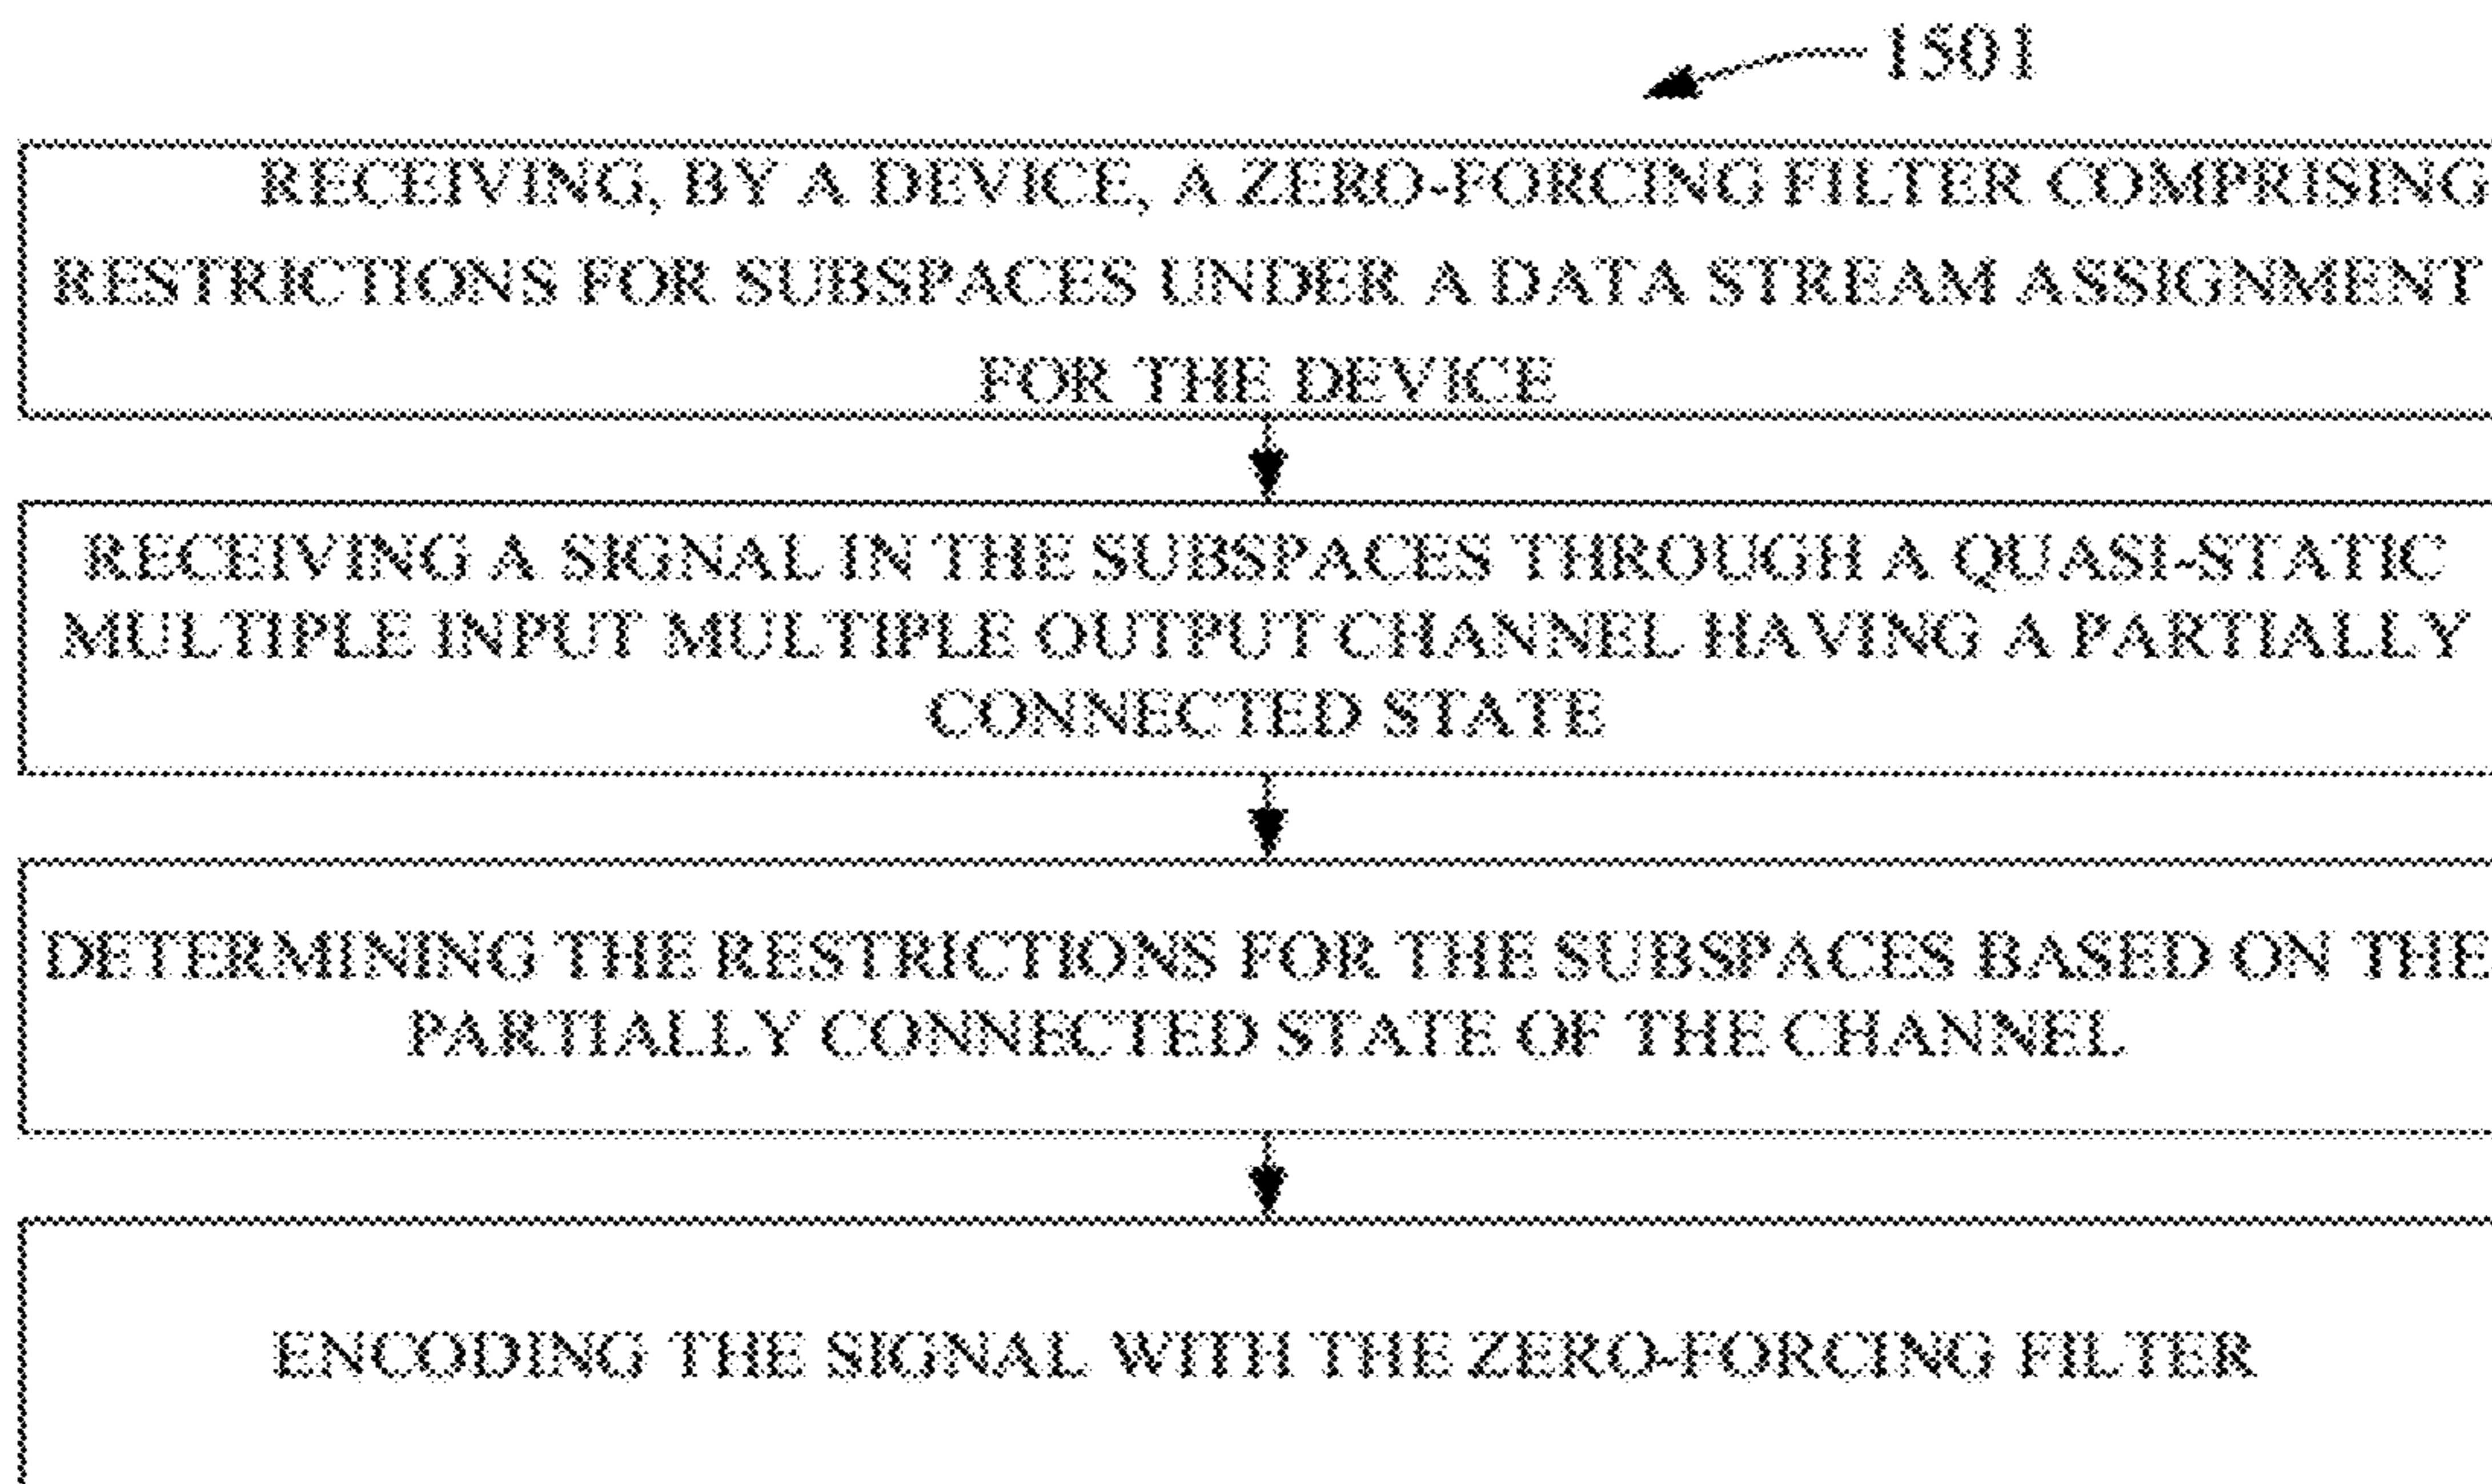 1501
RECEIVING, BY A DEVICE, A ZERO-FORCING FILTER COMPRISING
RESTRICTIONS FOR SUBSPACES UNDER A DATA STREAM ASSIGNMENT
FOR THE DEVICE
RECEIVING A SIGNAL IN THE SUBSPACES THROUGH A QUASI-STATIC
MULTIPLE INPUT MULTIPLE OUTPUT CHANNEL HAVING A PARTIALLY
CONNECTED STATE
DETERMINING THE RESTRICTIONS FOR THE SUBSPACES BASED ON THE
PARTIALLY CONNECTED STATE OF THE CHANNEL.
ENCODING THE SIGNAL WITH THE ZERO-FORCING FILTER